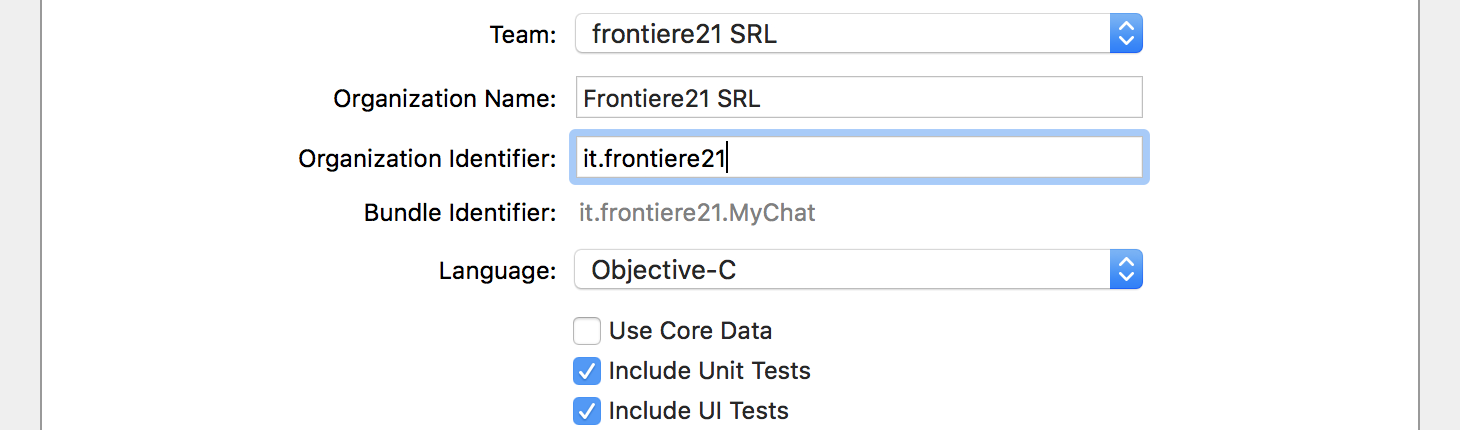 Team: frontiere21 SRL
Organization Name: Frontiere21 SRL
Organization Identifier: it.frontiere21
Bundle Identifier: it.frontiere21.MyChat
Language: Objective-C
Use Core Data
Include Unit Tests
Include UI Tests